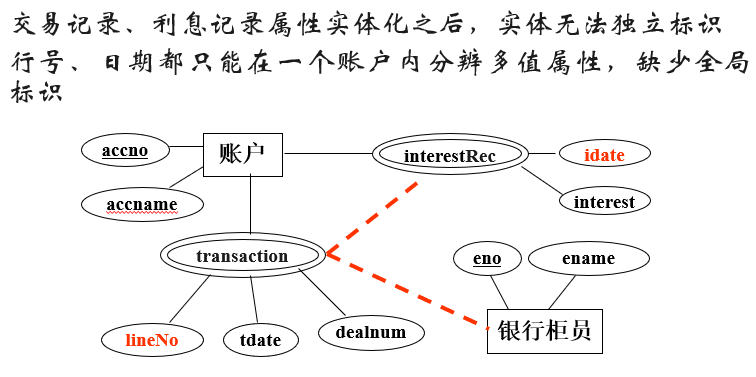 交易记录、利息记录属性实体化之后，实体无法独立标识
行号、日期都只能在一个账户内分辨多值属性，缺少全局
标识
accno
账户
interestRec
idate
accname
interest
transaction
eno
ename
lineNo
tdate
dealnum
银行柜员